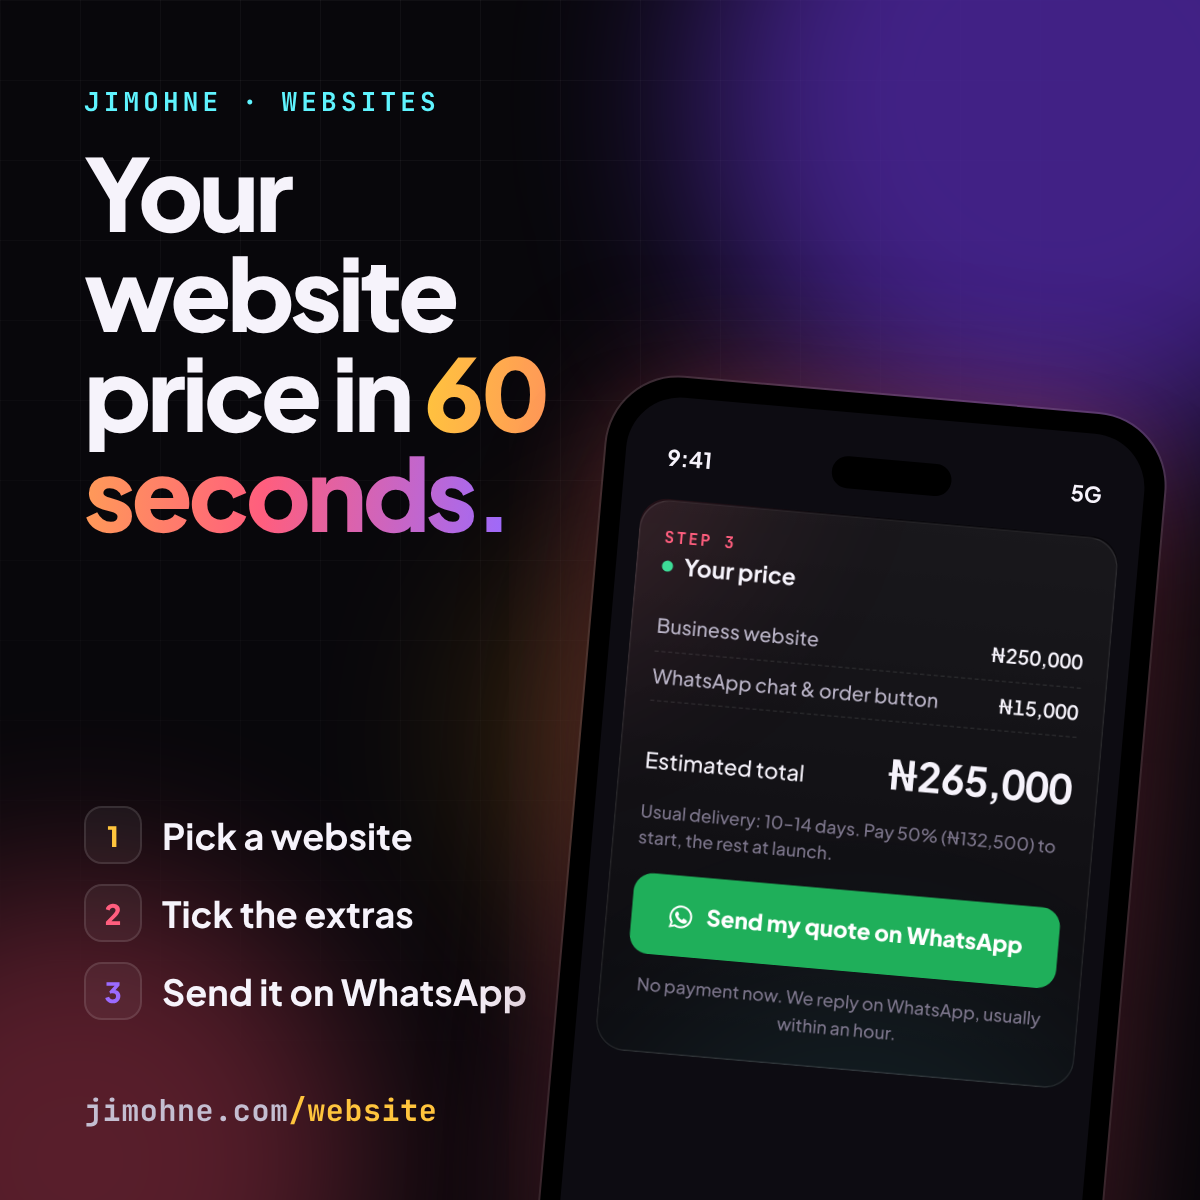 JIMOHNE · WEBSITES
Your
website
price in 60
seconds.
1 Pick a website
2 Tick the extras
3 Send it on WhatsApp
jimohne.com/website
9:41
5G
STEP 3
Your price
Business website ₦250,000
WhatsApp chat & order button ₦15,000
Estimated total ₦265,000
Usual delivery: 10–14 days. Pay 50% (₦132,500) to
start, the rest at launch.
Send my quote on WhatsApp
No payment now. We reply on WhatsApp, usually
within an hour.